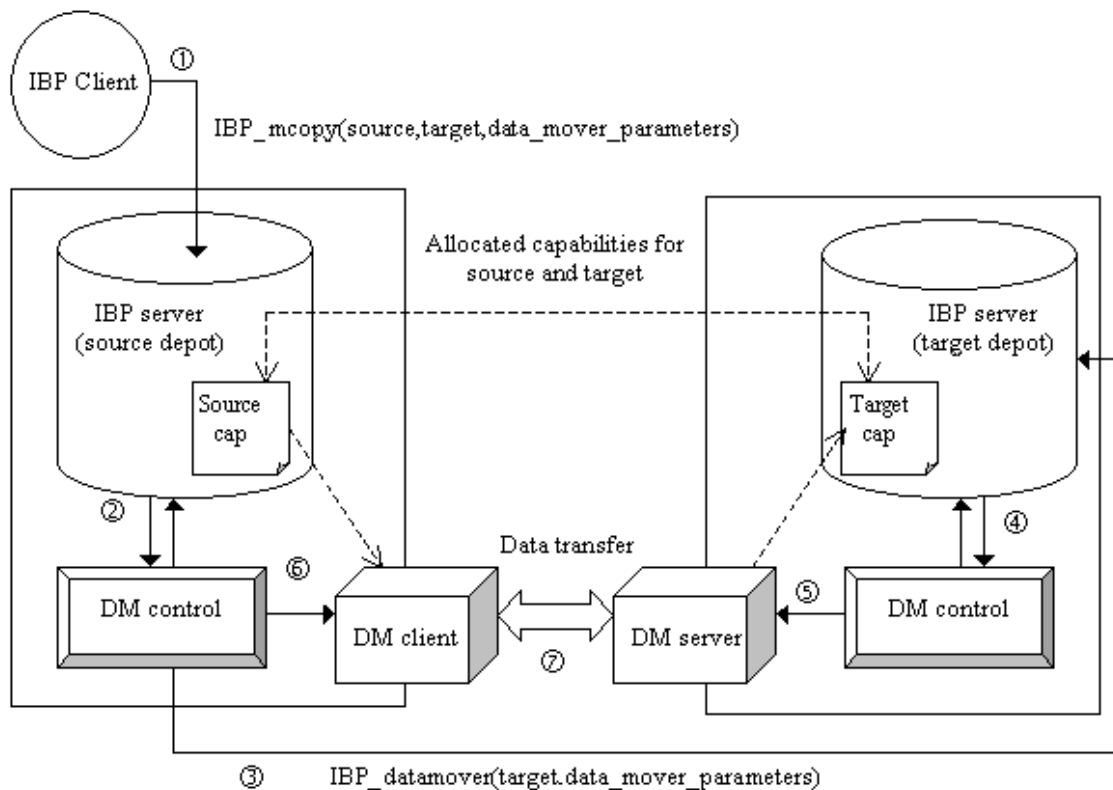 ①
IBP Client
IBP_mcopy(source,target,data_mover_parameters)
Allocated capabilities for
source and target
IBP server
(source depot)
IBP server
(target depot)
Source
cap
Target
cap
②
④
Data transfer
⑥
⑤
DM control
DM client
DM server
DM control
⑦
③
IBP_datamover(target.data_mover_parameters)